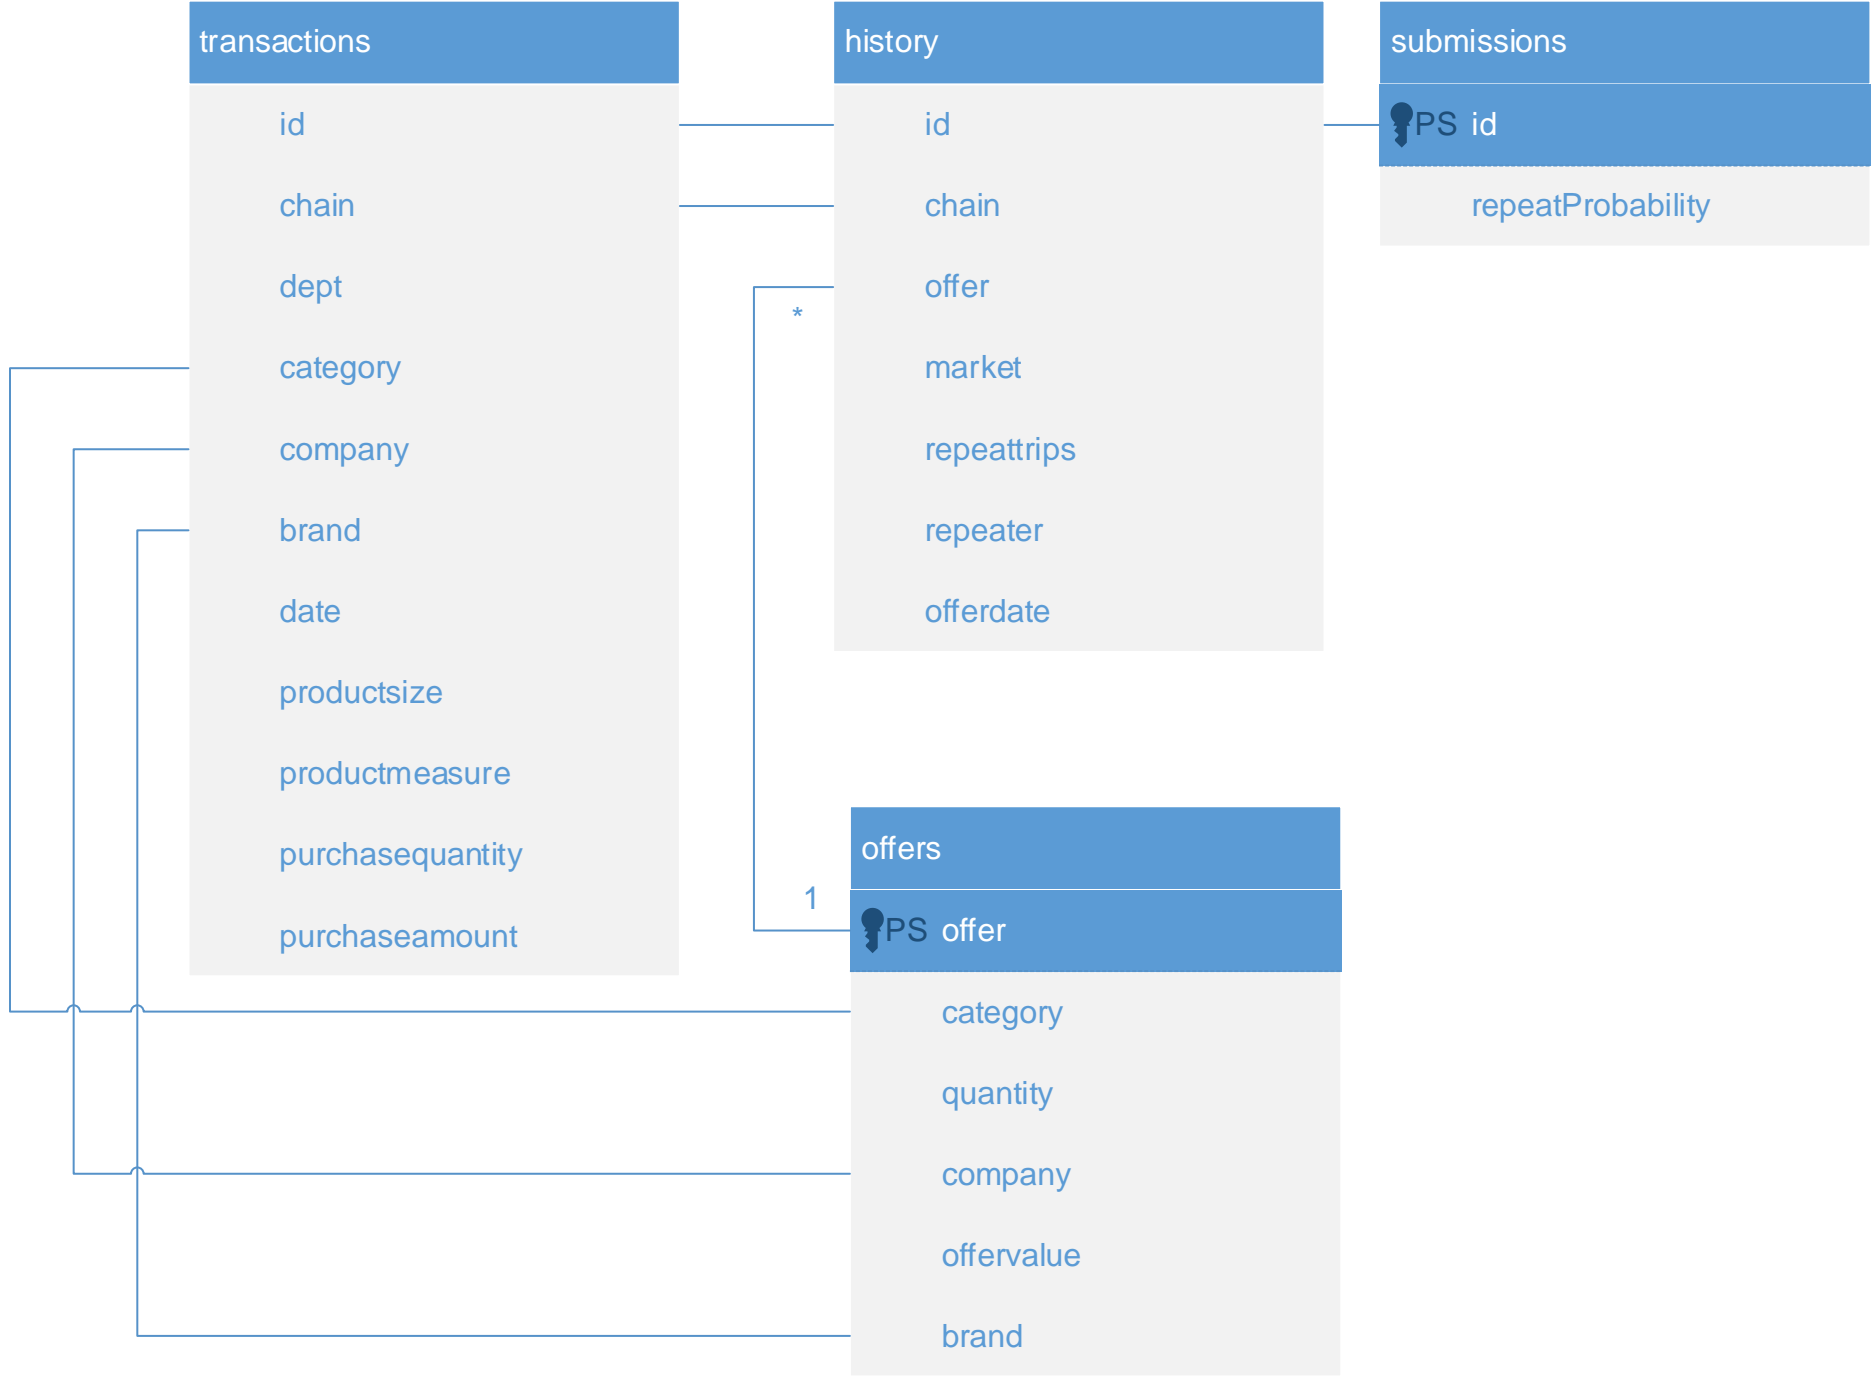 transactions
id
chain
dept
category
company
brand
date
productsize
productmeasure
purchasequantity
purchaseamount
history
id
chain
offer
market
repeattrips
repeater
offerdate
submissions
PS id
repeatProbability
*
1
offers
PS offer
category
quantity
company
offervalue
brand